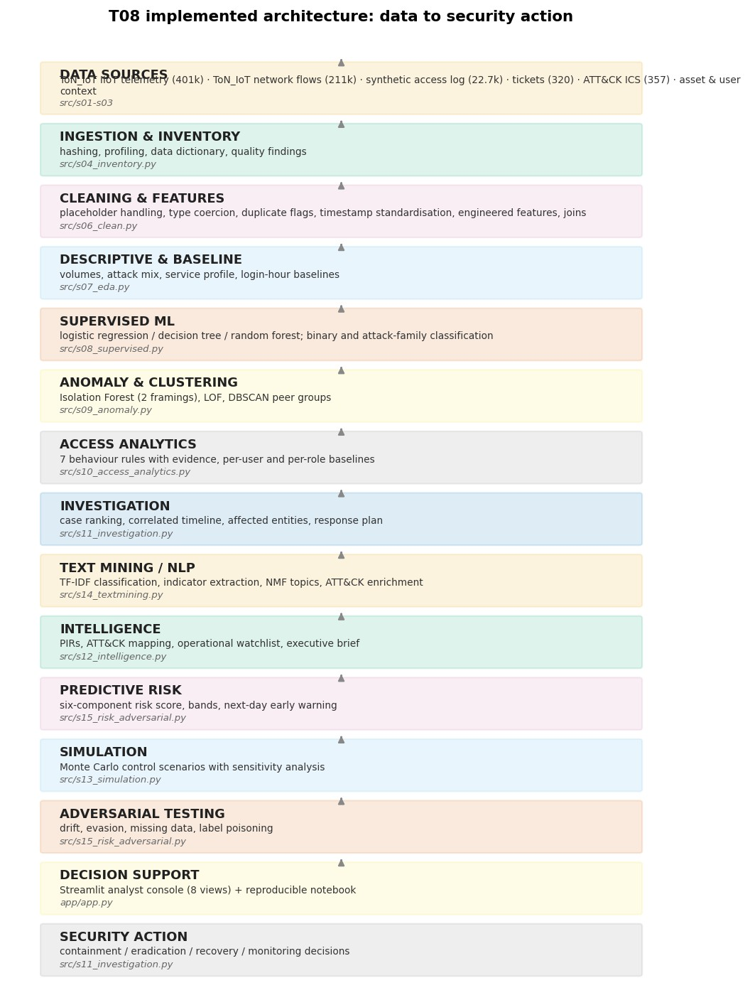 T08 implemented architecture: data to security action
DATA SOURCES
ToN_IoT IIoT telemetry (401k) · ToN_IoT network flows (211k) · synthetic access log (22.7k) · tickets (320) · ATT&CK ICS (357) · asset & user
context
src/s01-s03
INGESTION & INVENTORY
hashing, profiling, data dictionary, quality findings
src/s04_inventory.py
CLEANING & FEATURES
placeholder handling, type coercion, duplicate flags, timestamp standardisation, engineered features, joins
src/s06_clean.py
DESCRIPTIVE & BASELINE
volumes, attack mix, service profile, login-hour baselines
src/s07_eda.py
SUPERVISED ML
logistic regression / decision tree / random forest; binary and attack-family classification
src/s08_supervised.py
ANOMALY & CLUSTERING
Isolation Forest (2 framings), LOF, DBSCAN peer groups
src/s09_anomaly.py
ACCESS ANALYTICS
7 behaviour rules with evidence, per-user and per-role baselines
src/s10_access_analytics.py
INVESTIGATION
case ranking, correlated timeline, affected entities, response plan
src/s11_investigation.py
TEXT MINING / NLP
TF-IDF classification, indicator extraction, NMF topics, ATT&CK enrichment
src/s14_textmining.py
INTELLIGENCE
PIRs, ATT&CK mapping, operational watchlist, executive brief
src/s12_intelligence.py
PREDICTIVE RISK
six-component risk score, bands, next-day early warning
src/s15_risk_adversarial.py
SIMULATION
Monte Carlo control scenarios with sensitivity analysis
src/s13_simulation.py
ADVERSARIAL TESTING
drift, evasion, missing data, label poisoning
src/s15_risk_adversarial.py
DECISION SUPPORT
Streamlit analyst console (8 views) + reproducible notebook
app/app.py
SECURITY ACTION
containment / eradication / recovery / monitoring decisions
src/s11_investigation.py